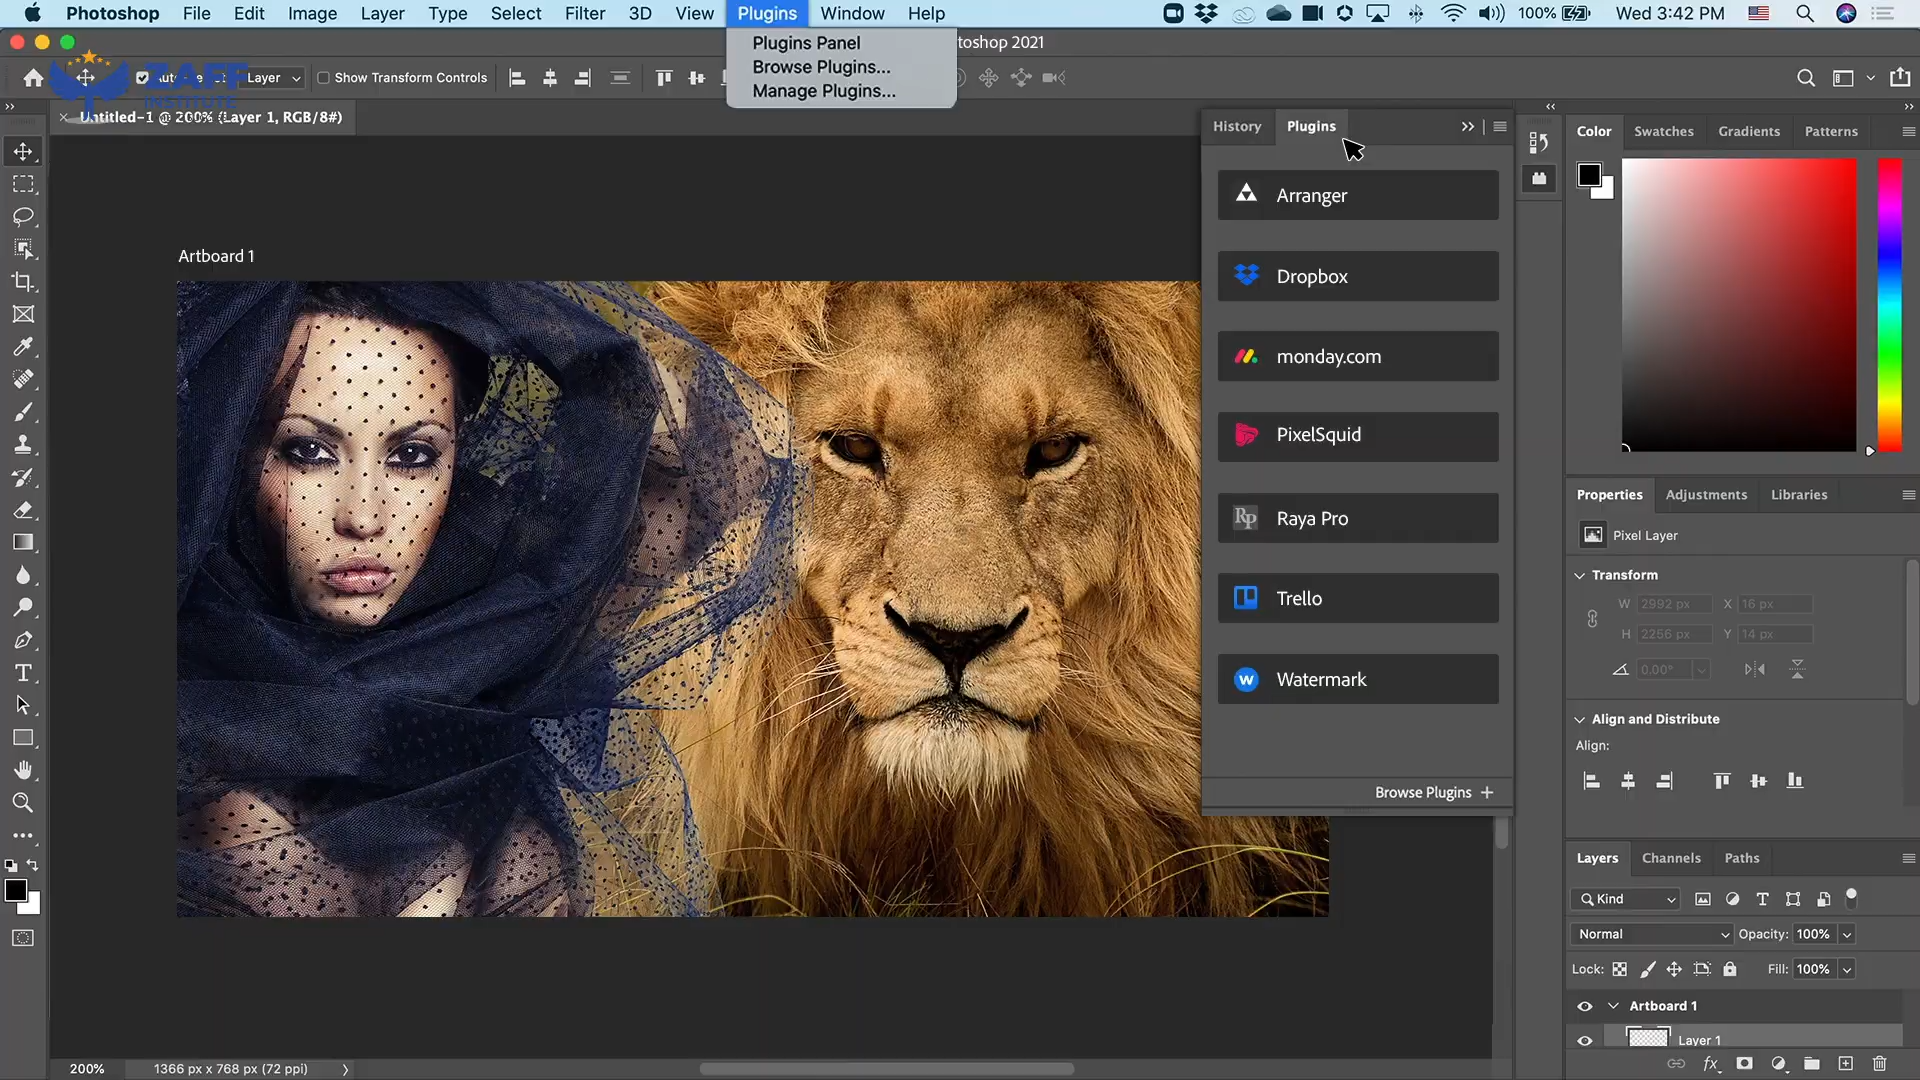 Photoshop File Edit Image Layer Type Select Filter 3D View Plugins Window Help 100% Wed 3:42 PM
Plugins Panel
Browse Plugins...
Manage Plugins...
toshop 2021
ZAFF
INSTITUTE
Layer Show Transform Controls
Untitled-1 @ 200% (Layer 1, RGB/8#)
History Plugins
Arranger
Dropbox
monday.com
PixelSquid
Rp Raya Pro
Trello
w Watermark
Browse Plugins +
Artboard 1
Color Swatches Gradients Patterns
Properties Adjustments Libraries
Pixel Layer
Transform
W 2992 px X 16 px
H 2256 px Y 14 px
0.00°
Align and Distribute
Align:
Layers Channels Paths
Kind
Normal Opacity: 100%
Lock: Fill: 100%
Artboard 1
Layer 1
fx
200% 1366 px x 768 px (72 ppi)